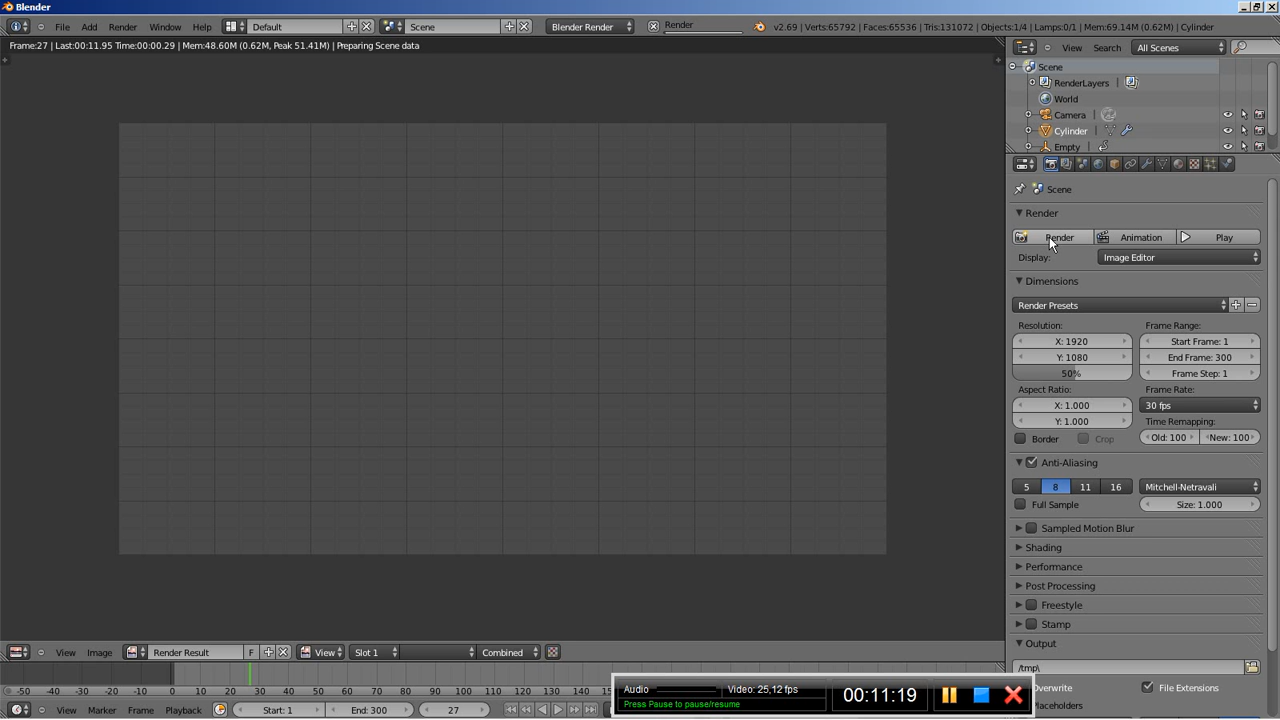 Blender
File Add Render Window Help Default Scene Blender Render Render v2.69 | Verts:65792 | Faces:65536 | Tris:131072 | Objects:1/4 | Lamps:0/1 | Mem:69.14M (0.62M) | Cylinder
Frame:27 | Last:00:11.95 Time:00:00.29 | Mem:48.60M (0.62M, Peak 51.41M) | Preparing Scene data
View Search All Scenes
Scene
RenderLayers
World
Camera
Cylinder
Empty
Scene
Render
Render Animation Play
Display: Image Editor
Dimensions
Render Presets
Resolution: Frame Range:
X: 1920 Start Frame: 1
Y: 1080 End Frame: 300
50% Frame Step: 1
Aspect Ratio: Frame Rate:
X: 1.000 30 fps
Y: 1.000 Time Remapping:
Border Crop Old: 100 New: 100
Anti-Aliasing
5 8 11 16 Mitchell-Netravali
Full Sample Size: 1.000
Sampled Motion Blur
Shading
Performance
Post Processing
Freestyle
Stamp
Output
/tmp\
Overwrite File Extensions
Placeholders
View Image Render Result F View Slot 1 Combined
-50 -40 -30 -20 -10 0 10 20 30 40 50 60 70 80 90 100 110 120 130
View Marker Frame Playback Start: 1 End: 300 27
Audio Video: 25,12 fps
Press Pause to pause/resume
00:11:19